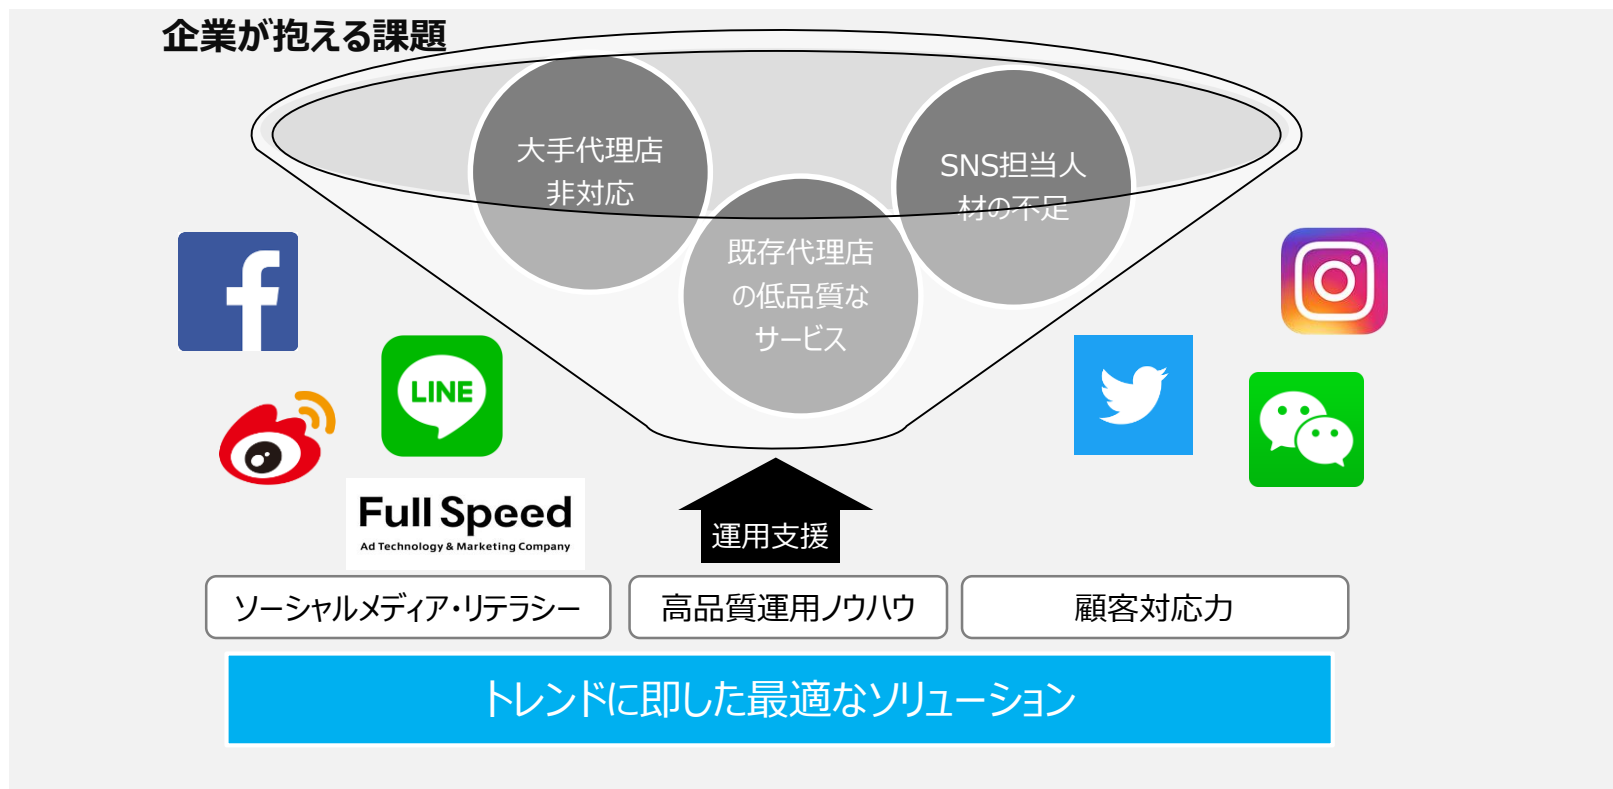 企業が抱える課題
大手代理店
非対応
SNS担当人
材の不足
既存代理店
の低品質な
サービス
LINE
Full Speed
Ad Technology & Marketing Company
運用支援
ソーシャルメディア・リテラシー
高品質運用ノウハウ
顧客対応力
トレンドに即した最適なソリューション